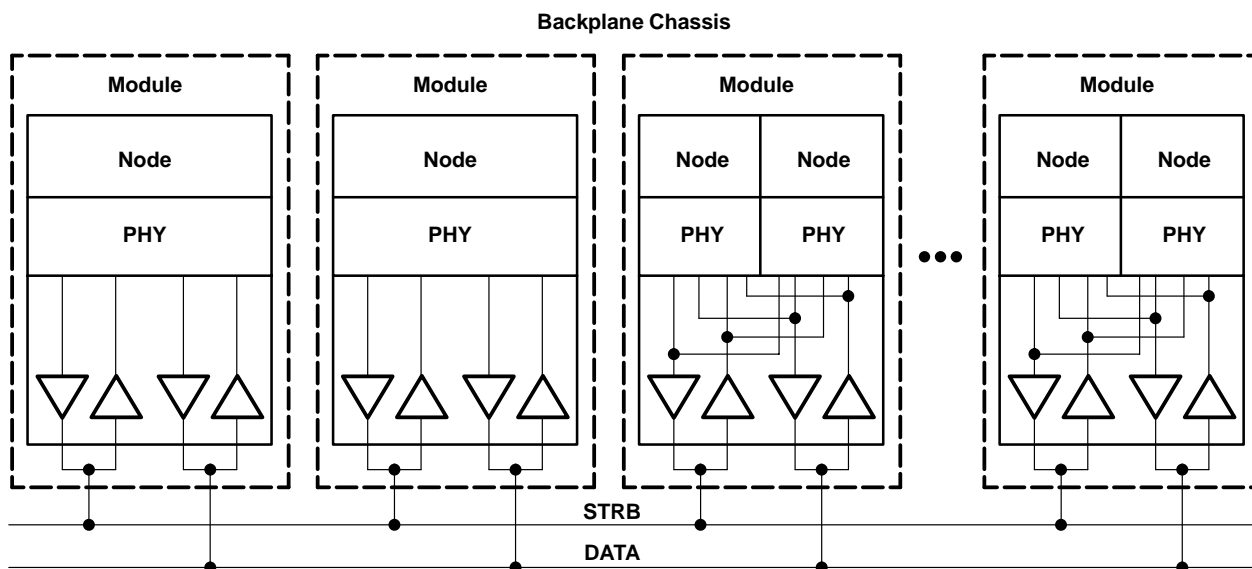 Backplane Chassis
Module Module Module Module
Node Node Node Node Node Node
PHY PHY PHY PHY PHY PHY
STRB
DATA